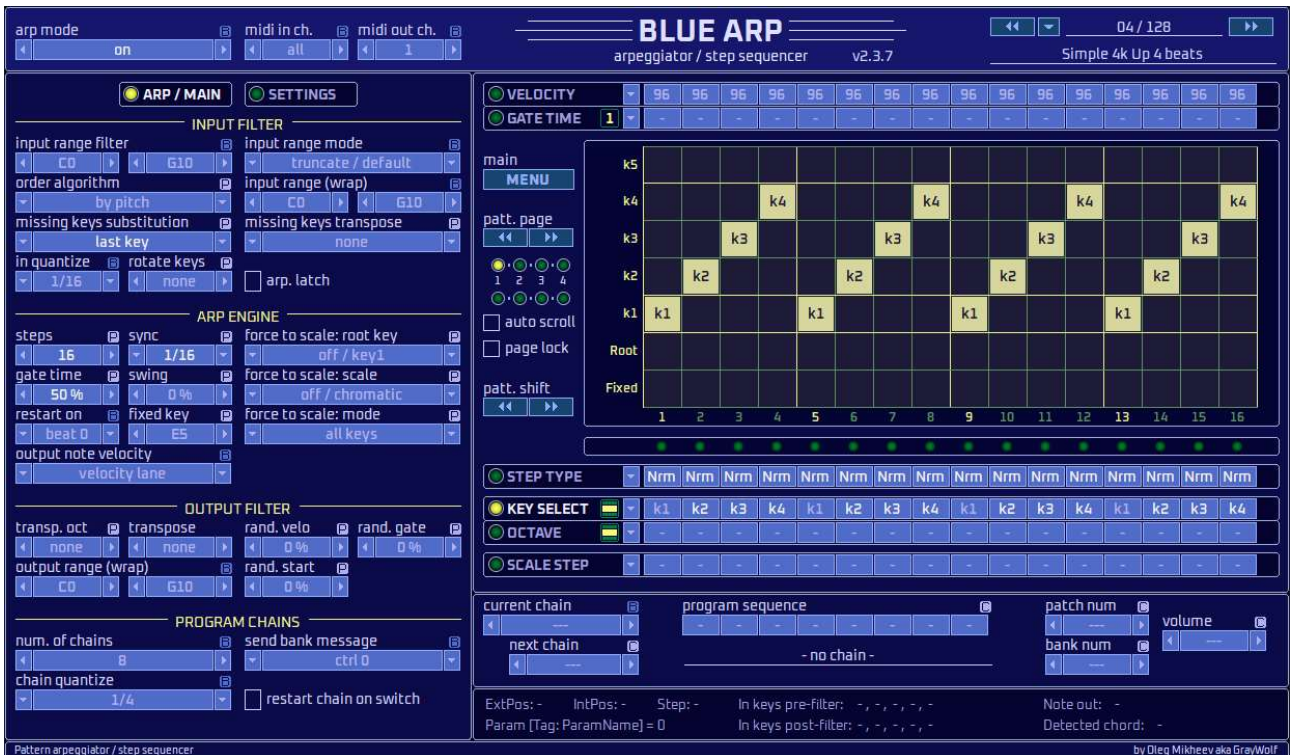 arp mode B midi in ch. B midi out ch. B
on all 1
BLUE ARP
arpeggiator / step sequencer v2.3.7
04 / 128
Simple 4k Up 4 beats
ARP / MAIN SETTINGS
INPUT FILTER
input range filter B input range mode B
C0 G10 truncate / default
order algorithm P input range (wrap) B
by pitch C0 G10
missing keys substitution P missing keys transpose P
last key none
in quantize B rotate keys P
1/16 none arp. latch
ARP ENGINE
steps P sync P force to scale: root key P
16 1/16 off / key1
gate time P swing P force to scale: scale P
50 % 0 % off / chromatic
restart on B fixed key P force to scale: mode P
beat 0 E5 all keys
output note velocity B
velocity lane
OUTPUT FILTER
transp. oct P transpose P rand. velo P rand. gate P
none none 0 % 0 %
output range (wrap) B rand. start P
C0 G10 0 %
PROGRAM CHAINS
num. of chains B send bank message B
8 ctrl 0
chain quantize B
1/4 restart chain on switch
VELOCITY 96 96 96 96 96 96 96 96 96 96 96 96 96 96 96 96
GATE TIME 1 - - - - - - - - - - - - - - - -
main
MENU
patt. page
1 2 3 4
auto scroll
page lock
patt. shift
k5
k4 k4 k4 k4 k4
k3 k3 k3 k3 k3
k2 k2 k2 k2 k2
k1 k1 k1 k1 k1
Root
Fixed
1 2 3 4 5 6 7 8 9 10 11 12 13 14 15 16
STEP TYPE Nrm Nrm Nrm Nrm Nrm Nrm Nrm Nrm Nrm Nrm Nrm Nrm Nrm Nrm Nrm Nrm
KEY SELECT k1 k2 k3 k4 k1 k2 k3 k4 k1 k2 k3 k4 k1 k2 k3 k4
OCTAVE - - - - - - - - - - - - - - - -
SCALE STEP - - - - - - - - - - - - - - - -
current chain B program sequence C patch num C
--- - - - - - - - - --- volume C
next chain C - no chain - bank num C ---
--- ---
ExtPos: - IntPos: - Step: - In keys pre-filter: -, -, -, -, - Note out: -
Param [Tag: ParamName] = 0 In keys post-filter: -, -, -, -, - Detected chord: -
Pattern arpeggiator / step sequencer by Oleg Mikheev aka GrayWolf